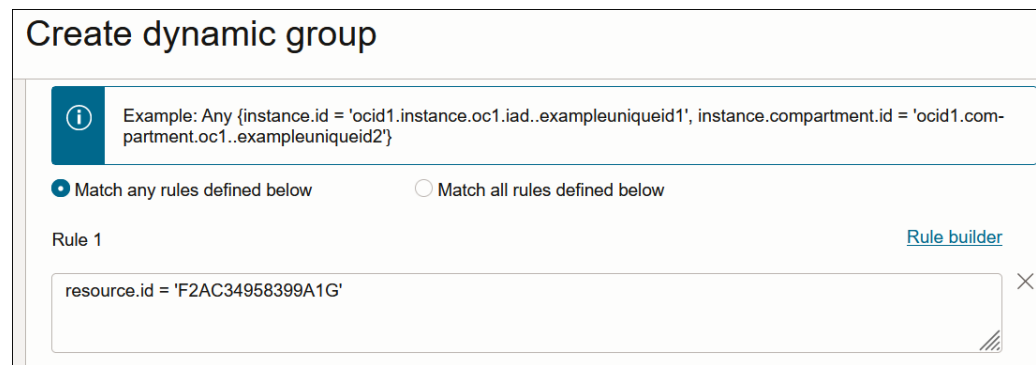 Create dynamic group
Example: Any {instance.id = 'ocid1.instance.oc1.iad..exampleuniqueid1', instance.compartment.id = 'ocid1.com-
partment.oc1..exampleuniqueid2'}
Match any rules defined below Match all rules defined below
Rule 1 Rule builder
resource.id = 'F2AC34958399A1G'